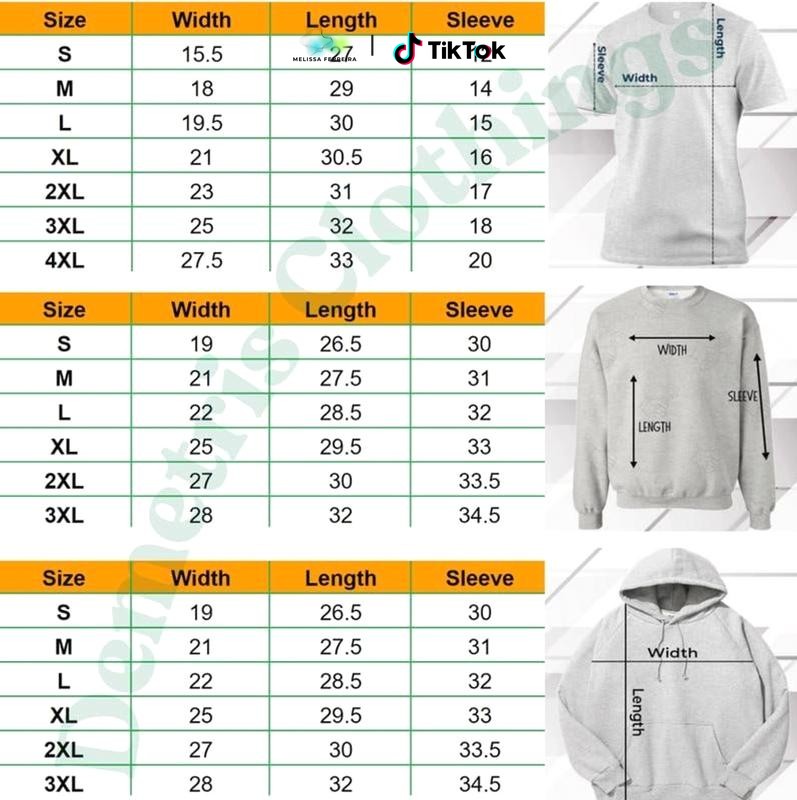 Size Width Length Sleeve
S 15.5 27 12
MELISSA FERREIRA
TikTok
M 18 29 14
L 19.5 30 15
XL 21 30.5 16
2XL 23 31 17
3XL 25 32 18
4XL 27.5 33 20
Sleeve
Width
Length
Size Width Length Sleeve
S 19 26.5 30
M 21 27.5 31
L 22 28.5 32
XL 25 29.5 33
2XL 27 30 33.5
3XL 28 32 34.5
WIDTH
SLEEVE
LENGTH
Size Width Length Sleeve
S 19 26.5 30
M 21 27.5 31
L 22 28.5 32
XL 25 29.5 33
2XL 27 30 33.5
3XL 28 32 34.5
Width
Length
Demetris Clothings